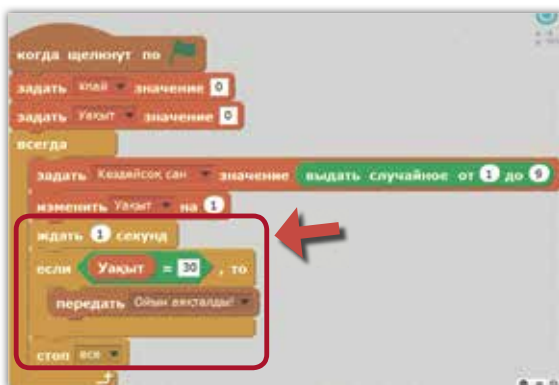 когда щелкнут по
задать Ұпай значение 0
задать Уақыт значение 0
всегда
задать Кездейсоқ сан значение выдать случайное от 1 до 9
изменить Уақыт на 1
ждать 1 секунд
если Уақыт = 30 , то
передать Ойын аяқталды!
стоп все